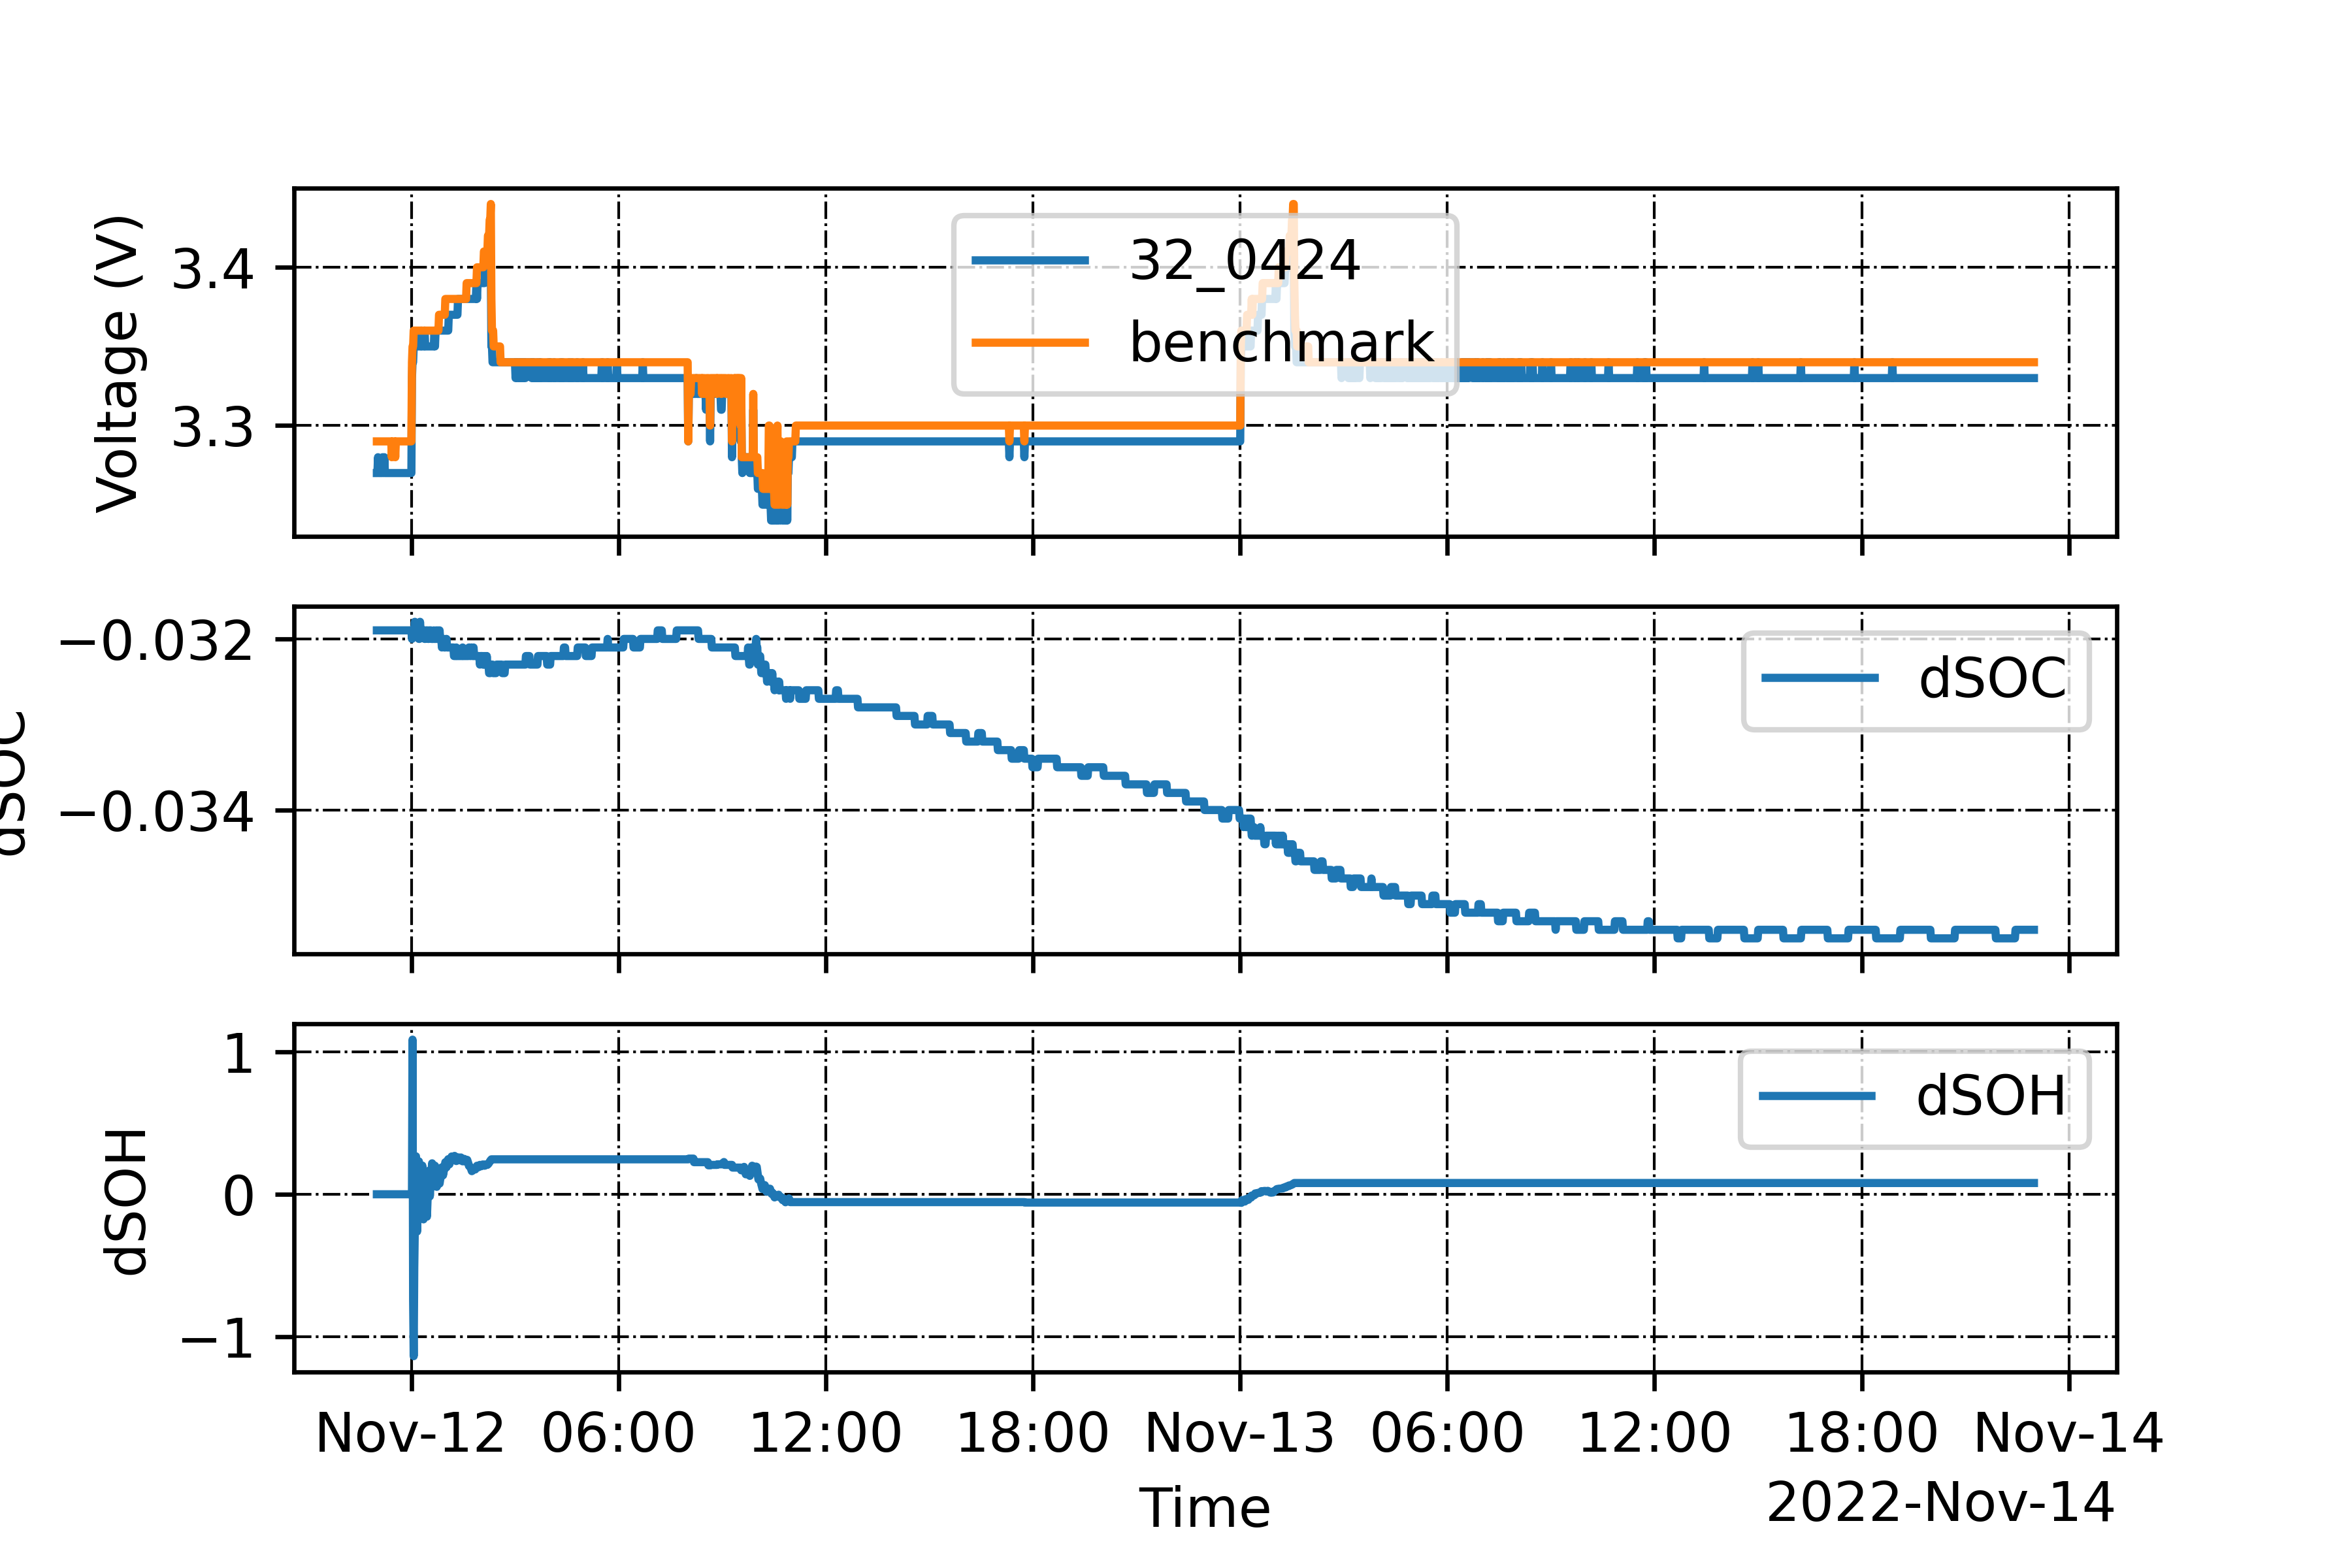 Voltage (V)
3.4
3.3
32_0424
benchmark
dSOC
−0.032
−0.034
dSOC
dSOH
1
0
−1
dSOH
Nov-12 06:00 12:00 18:00 Nov-13 06:00 12:00 18:00 Nov-14
Time
2022-Nov-14